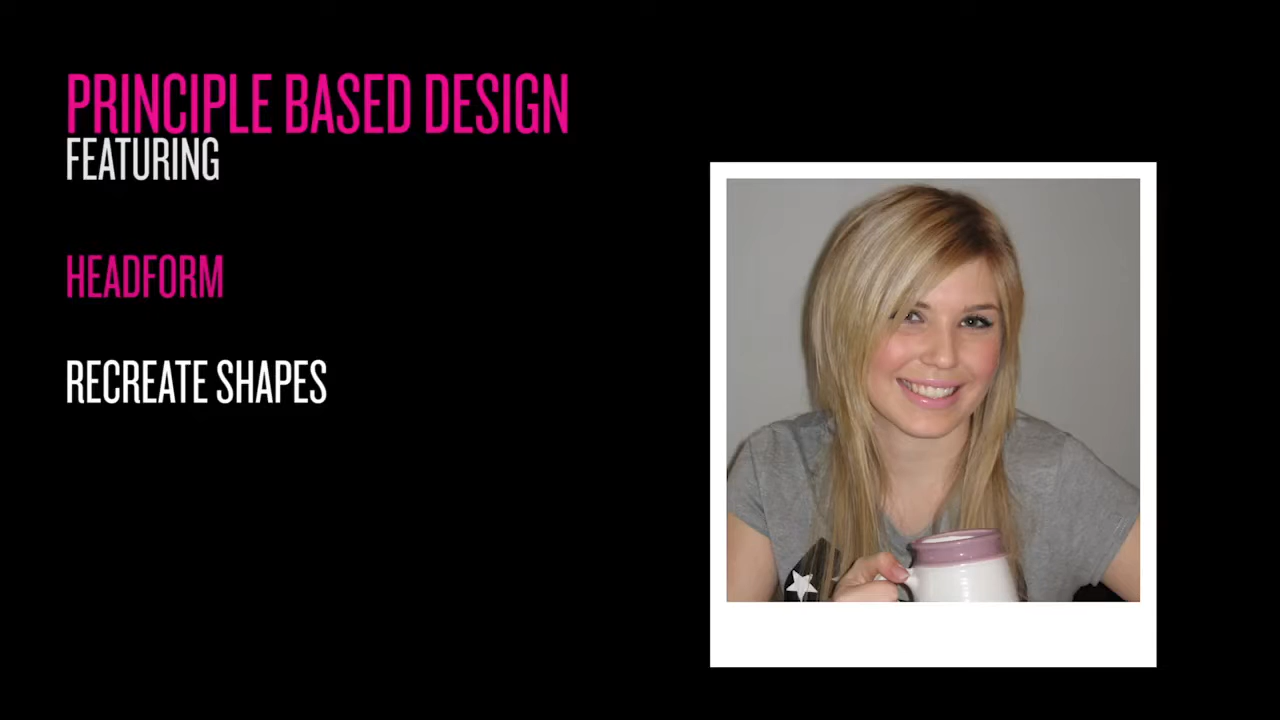 PRINCIPLE BASED DESIGN
FEATURING
HEADFORM
RECREATE SHAPES